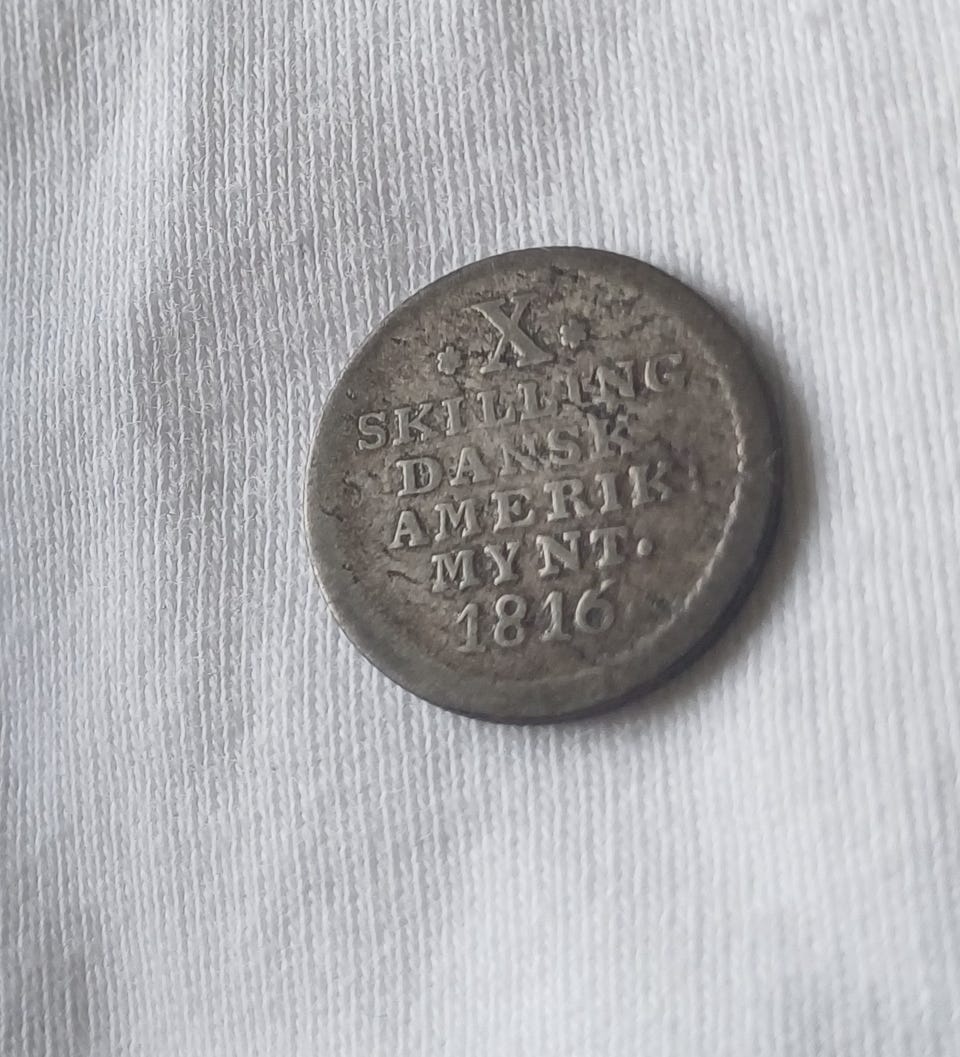 X
SKILLING
DANSK
AMERIK
MYNT.
1816